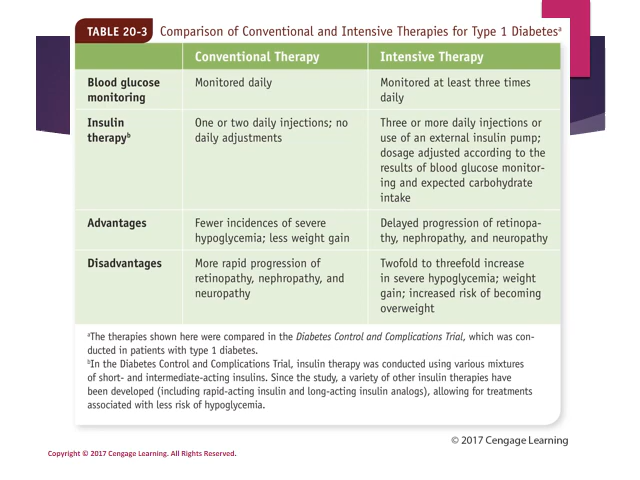 TABLE 20-3 Comparison of Conventional and Intensive Therapies for Type 1 Diabetesᵃ
Conventional Therapy Intensive Therapy
Blood glucose
monitoring
Monitored daily
Monitored at least three times
daily
Insulin
therapyᵇ
One or two daily injections; no
daily adjustments
Three or more daily injections or
use of an external insulin pump;
dosage adjusted according to the
results of blood glucose monitor-
ing and expected carbohydrate
intake
Advantages
Fewer incidences of severe
hypoglycemia; less weight gain
Delayed progression of retinopa-
thy, nephropathy, and neuropathy
Disadvantages
More rapid progression of
retinopathy, nephropathy, and
neuropathy
Twofold to threefold increase
in severe hypoglycemia; weight
gain; increased risk of becoming
overweight
ᵃThe therapies shown here were compared in the Diabetes Control and Complications Trial, which was con-
ducted in patients with type 1 diabetes.
ᵇIn the Diabetes Control and Complications Trial, insulin therapy was conducted using various mixtures
of short- and intermediate-acting insulins. Since the study, a variety of other insulin therapies have
been developed (including rapid-acting insulin and long-acting insulin analogs), allowing for treatments
associated with less risk of hypoglycemia.
© 2017 Cengage Learning
Copyright © 2017 Cengage Learning. All Rights Reserved.